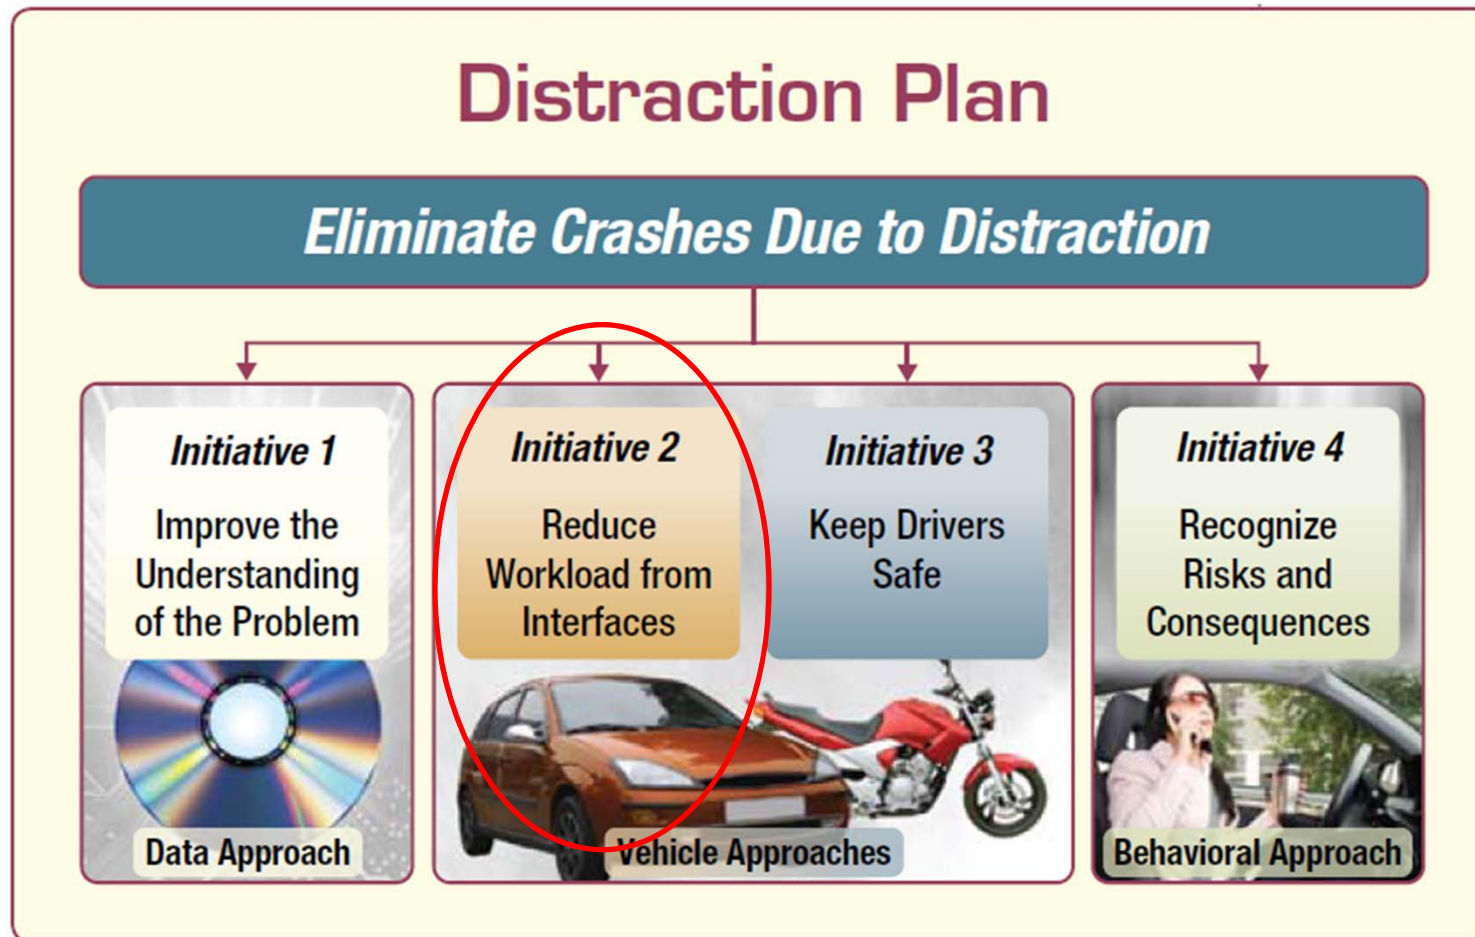 Distraction Plan
Eliminate Crashes Due to Distraction
Initiative 1
Improve the
Understanding
of the Problem
Data Approach
Initiative 2
Reduce
Workload from
Interfaces
Initiative 3
Keep Drivers
Safe
Vehicle Approaches
Initiative 4
Recognize
Risks and
Consequences
Behavioral Approach